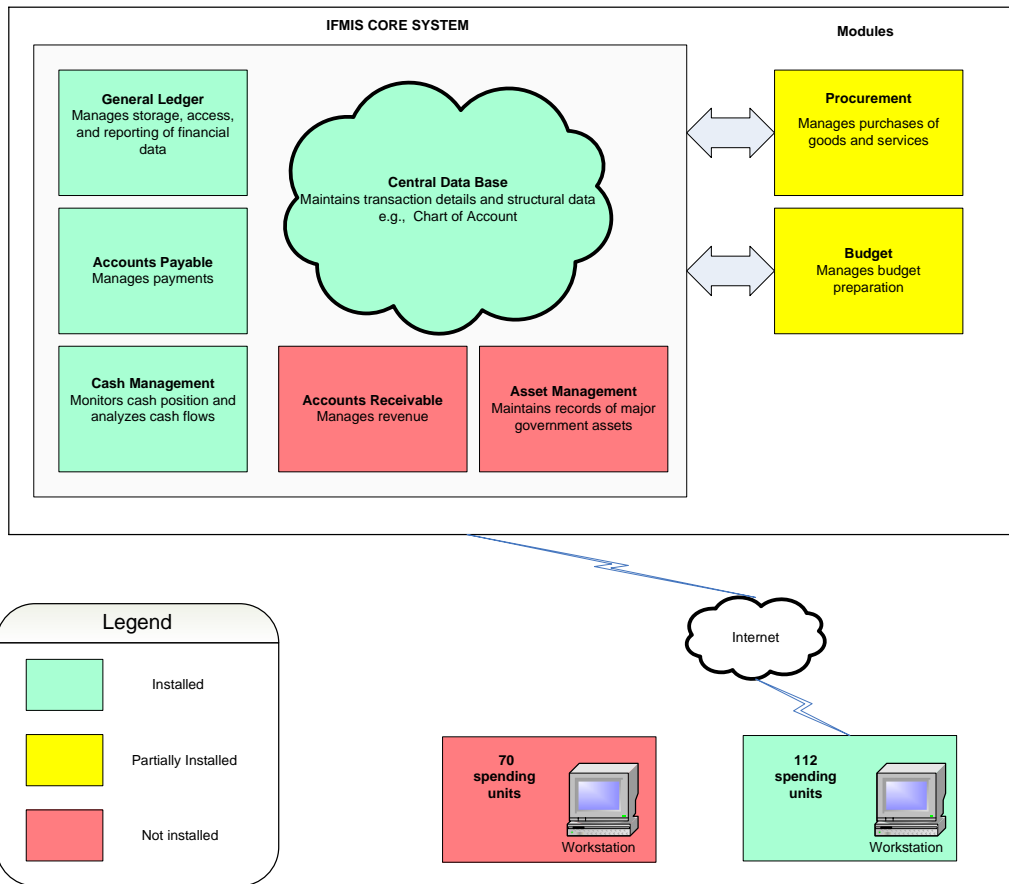 IFMIS CORE SYSTEM
Modules
General Ledger
Manages storage, access,
and reporting of financial
data
Central Data Base
Maintains transaction details and structural data
e.g.,  Chart of Account
Procurement
Manages purchases of
goods and services
Accounts Payable
Manages payments
Budget
Manages budget
preparation
Cash Management
Monitors cash position and
analyzes cash flows
Accounts Receivable
Manages revenue
Asset Management
Maintains records of major
government assets
Internet
Legend
Installed
Partially Installed
Not installed
70
spending
units
Workstation
112
spending
units
Workstation